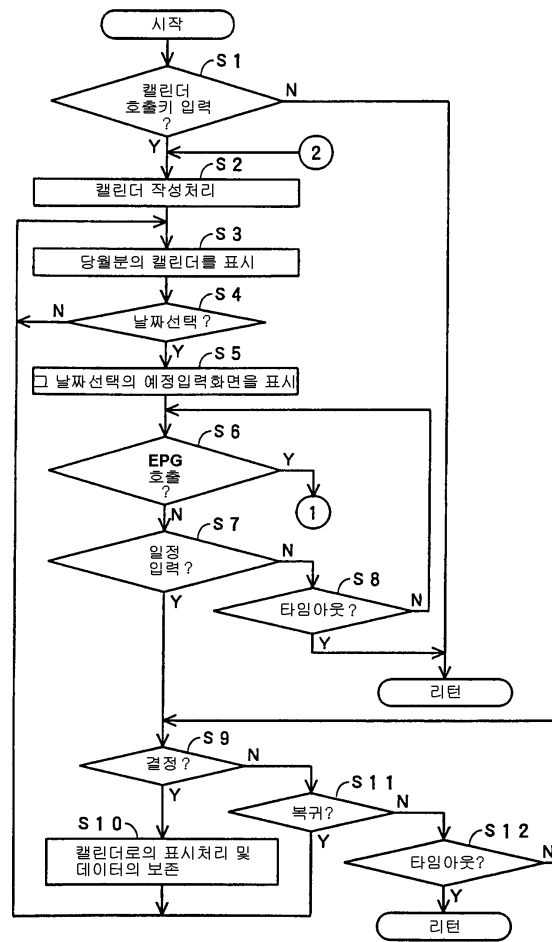 시작
S1
캘린더
호출키 입력
?
N
Y
2
S2
캘린더 작성처리
S3
당월분의 캘린더를 표시
S4
N
날짜선택?
Y
S5
그 날짜선택의 예정입력화면을 표시
S6
EPG
호출
?
Y
1
N
S7
일정
입력?
N
Y
S8
타임아웃?
N
Y
리턴
S9
결정?
N
Y
S11
복귀?
N
Y
S10
캘린더로의 표시처리 및
데이터의 보존
S12
타임아웃?
N
Y
리턴